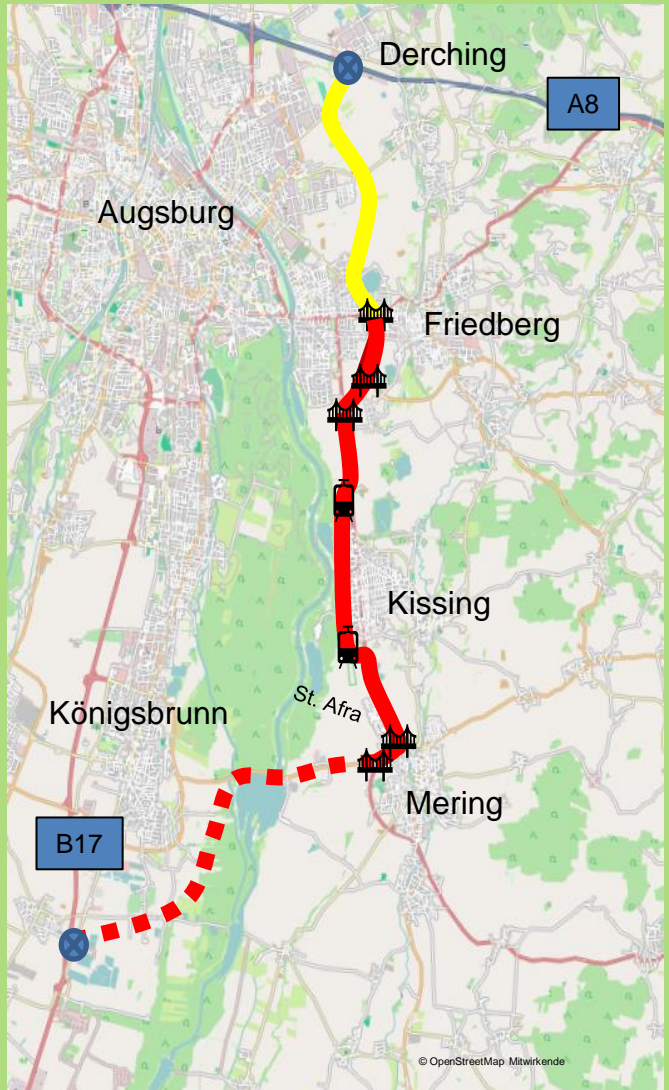 Derching
A8
Augsburg
Friedberg
Kissing
St. Afra
Königsbrunn
Mering
B17
© OpenStreetMap Mitwirkende